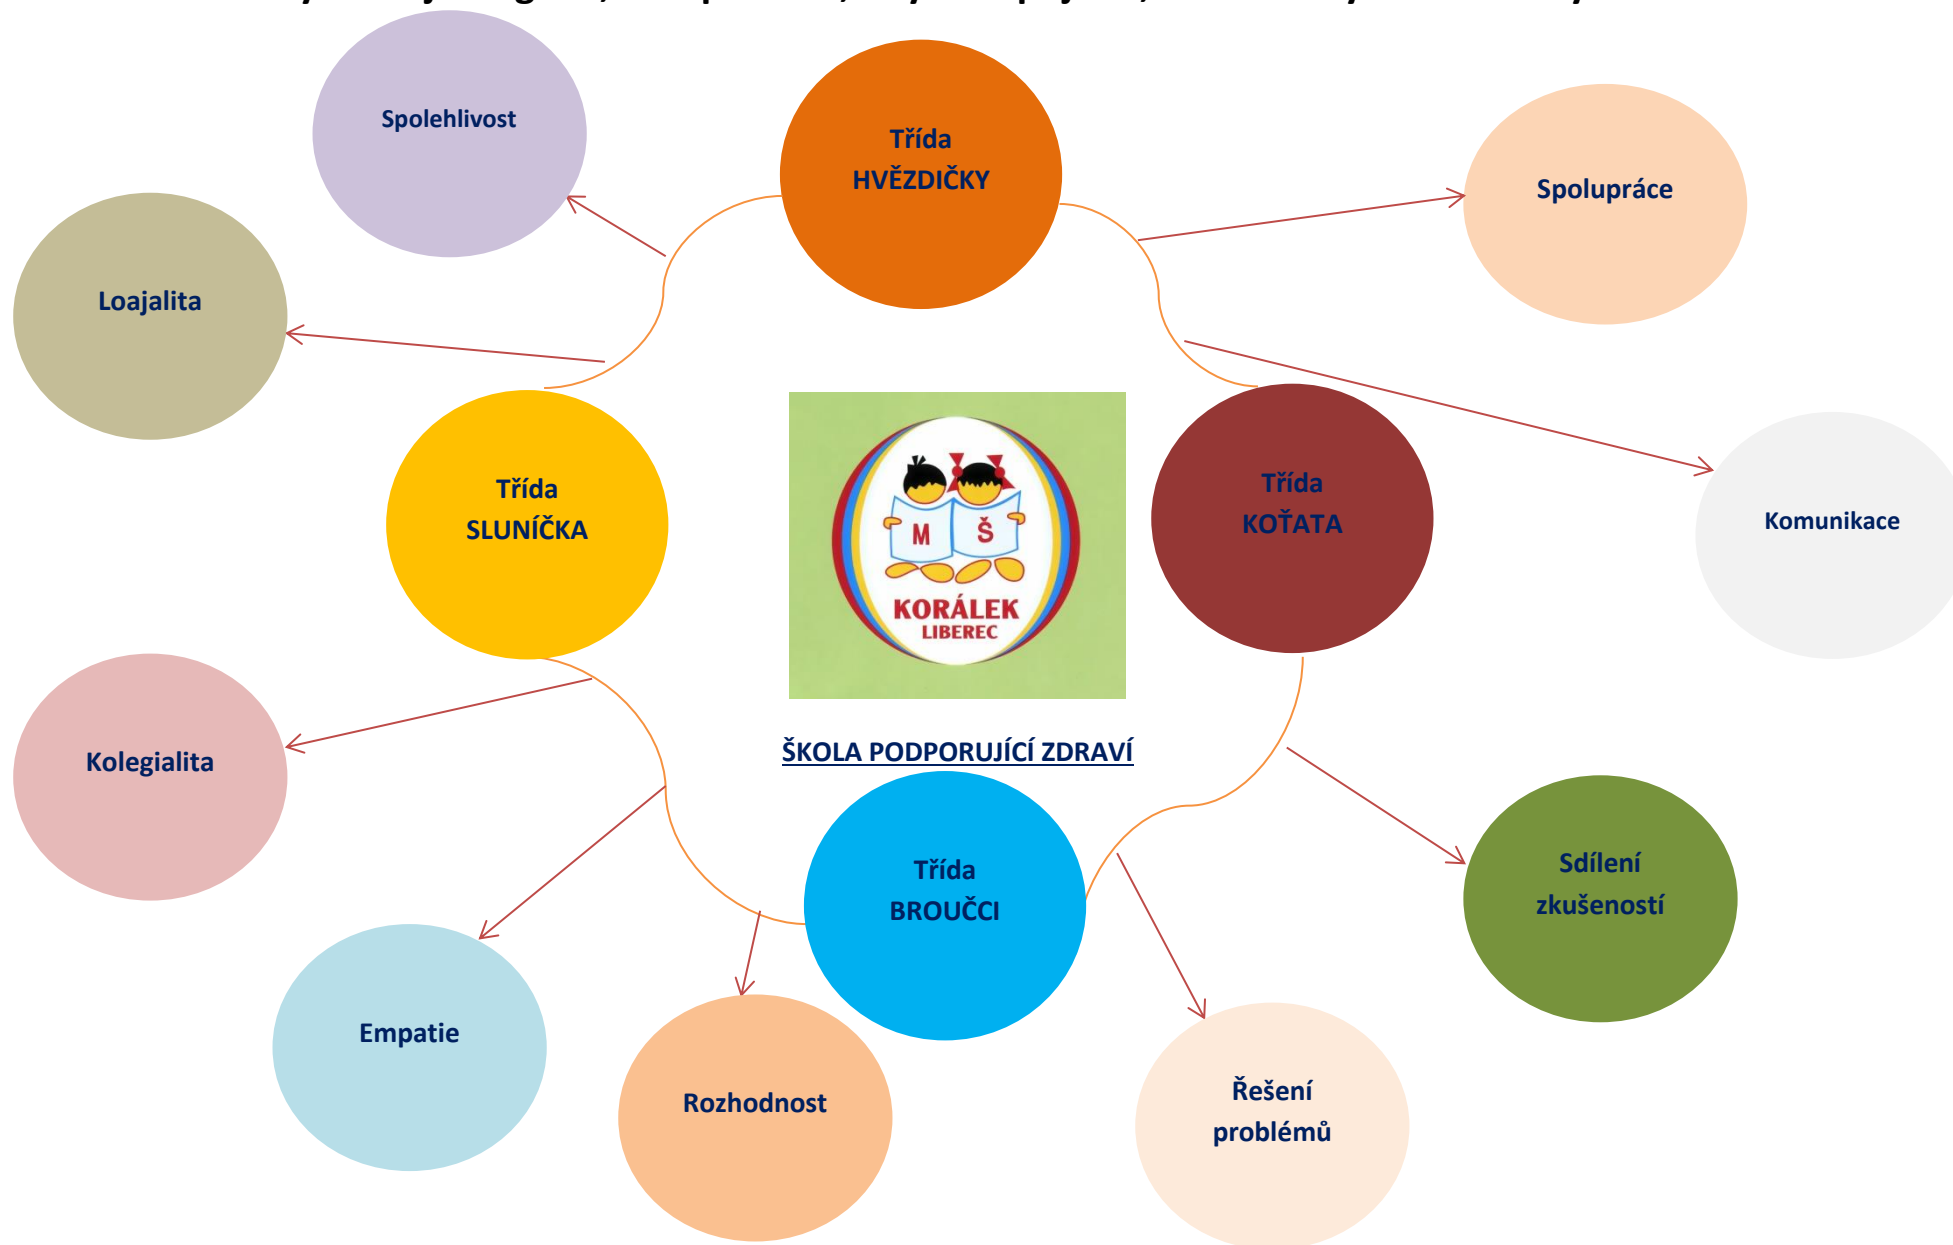 Spolehlivost
Třída
HVĚZDIČKY
Spolupráce
Loajalita
Třída
SLUNÍČKA
M Š
KORÁLEK
LIBEREC
Třída
KOŤATA
Komunikace
ŠKOLA PODPORUJÍCÍ ZDRAVÍ
Kolegialita
Třída
BROUČCI
Sdílení
zkušeností
Empatie
Rozhodnost
Řešení
problémů